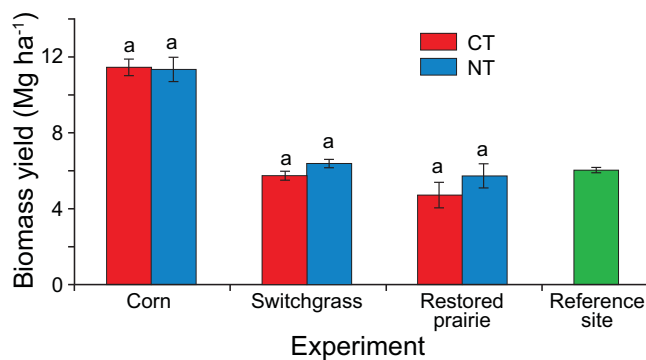 Biomass yield (Mg ha⁻¹)
12
8
4
0
CT
NT
a a
a a
a a
Corn Switchgrass Restored prairie Reference site
Experiment